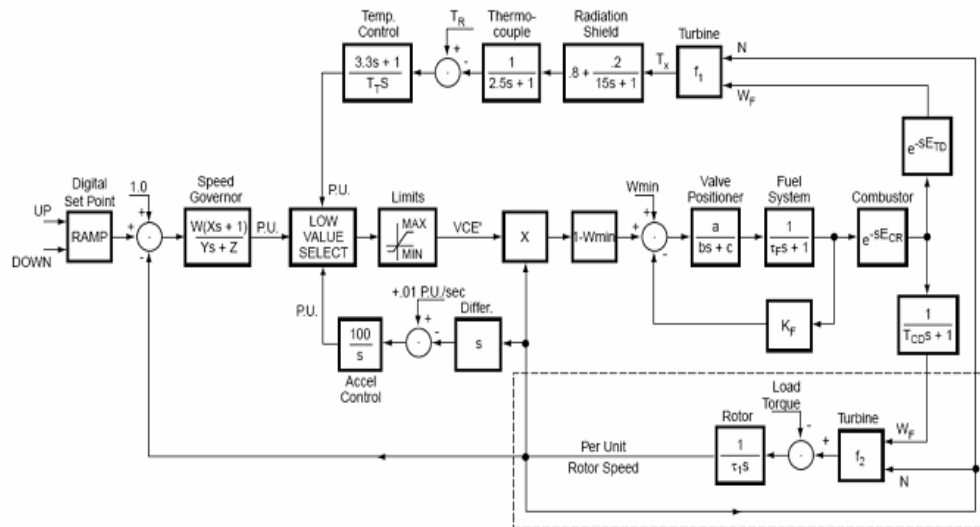 Temp.
Control
3.3s + 1
T_T S
T_R
+
-
Thermo-
couple
1
2.5s + 1
Radiation
Shield
.8 +
.2
15s + 1
T_x
Turbine
f_1
N
W_F
e^-sE_TD
Digital
Set Point
UP
RAMP
DOWN
1.0
+
+
-
Speed
Governor
W(Xs + 1)
Ys + Z
P.U.
P.U.
LOW
VALUE
SELECT
P.U.
Limits
MAX
MIN
VCE'
X
1-Wmin
Wmin
+
+
-
Valve
Positioner
a
bs + c
Fuel
System
1
τ_F s + 1
Combustor
e^-sE_CR
K_F
1
T_CD s + 1
+.01 P.U./sec
+
-
Differ.
s
100
s
Accel
Control
Per Unit
Rotor Speed
Rotor
1
τ_1 s
Load
Torque
-
+
Turbine
f_2
W_F
N